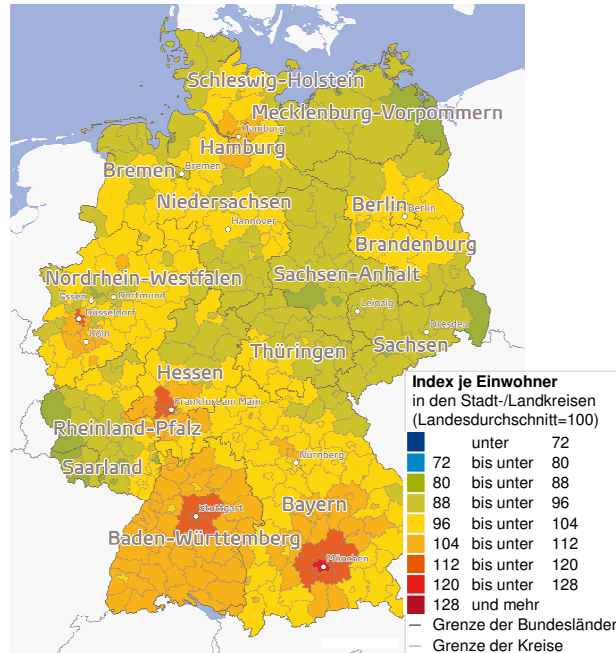 Schleswig-Holstein
Mecklenburg-Vorpommern
Hamburg
Hamburg
Bremen
Bremen
Niedersachsen
Hannover
Berlin
Berlin
Brandenburg
Nordrhein-Westfalen
Sachsen-Anhalt
Essen
Dortmund
Düsseldorf
Köln
Leipzig
Dresden
Sachsen
Thüringen
Hessen
Frankfurt am Main
Rheinland-Pfalz
Saarland
Nürnberg
Stuttgart
Bayern
Baden-Württemberg
München
Index je Einwohner
in den Stadt-/Landkreisen
(Landesdurchschnitt=100)
unter 72
72 bis unter 80
80 bis unter 88
88 bis unter 96
96 bis unter 104
104 bis unter 112
112 bis unter 120
120 bis unter 128
128 und mehr
Grenze der Bundesländer
Grenze der Kreise